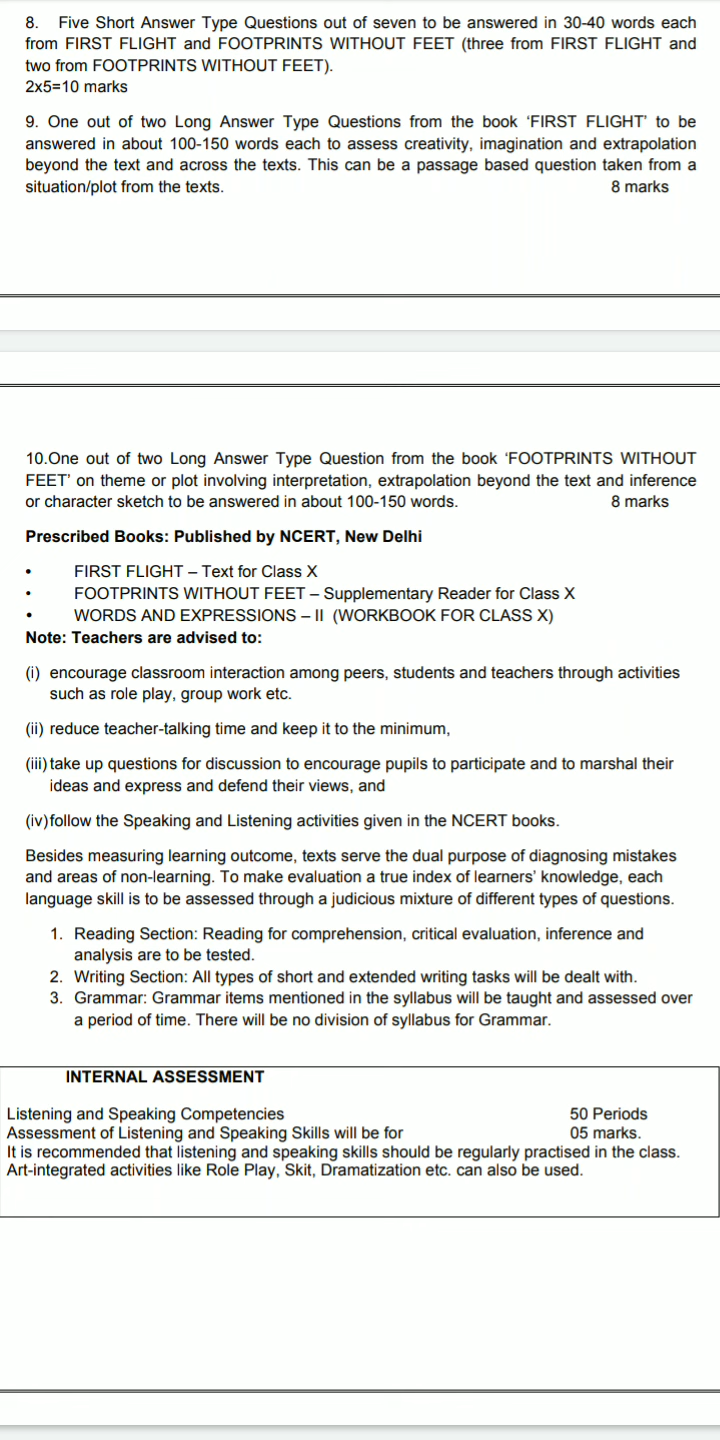 8. Five Short Answer Type Questions out of seven to be answered in 30-40 words each
from FIRST FLIGHT and FOOTPRINTS WITHOUT FEET (three from FIRST FLIGHT and
two from FOOTPRINTS WITHOUT FEET).
2x5=10 marks
9. One out of two Long Answer Type Questions from the book ‘FIRST FLIGHT’ to be
answered in about 100-150 words each to assess creativity, imagination and extrapolation
beyond the text and across the texts. This can be a passage based question taken from a
situation/plot from the texts. 8 marks
10.One out of two Long Answer Type Question from the book ‘FOOTPRINTS WITHOUT
FEET’ on theme or plot involving interpretation, extrapolation beyond the text and inference
or character sketch to be answered in about 100-150 words. 8 marks
Prescribed Books: Published by NCERT, New Delhi
• FIRST FLIGHT – Text for Class X
• FOOTPRINTS WITHOUT FEET – Supplementary Reader for Class X
• WORDS AND EXPRESSIONS – II (WORKBOOK FOR CLASS X)
Note: Teachers are advised to:
(i) encourage classroom interaction among peers, students and teachers through activities
such as role play, group work etc.
(ii) reduce teacher-talking time and keep it to the minimum,
(iii) take up questions for discussion to encourage pupils to participate and to marshal their
ideas and express and defend their views, and
(iv)follow the Speaking and Listening activities given in the NCERT books.
Besides measuring learning outcome, texts serve the dual purpose of diagnosing mistakes
and areas of non-learning. To make evaluation a true index of learners’ knowledge, each
language skill is to be assessed through a judicious mixture of different types of questions.
1. Reading Section: Reading for comprehension, critical evaluation, inference and
analysis are to be tested.
2. Writing Section: All types of short and extended writing tasks will be dealt with.
3. Grammar: Grammar items mentioned in the syllabus will be taught and assessed over
a period of time. There will be no division of syllabus for Grammar.
INTERNAL ASSESSMENT
Listening and Speaking Competencies 50 Periods
Assessment of Listening and Speaking Skills will be for 05 marks.
It is recommended that listening and speaking skills should be regularly practised in the class.
Art-integrated activities like Role Play, Skit, Dramatization etc. can also be used.